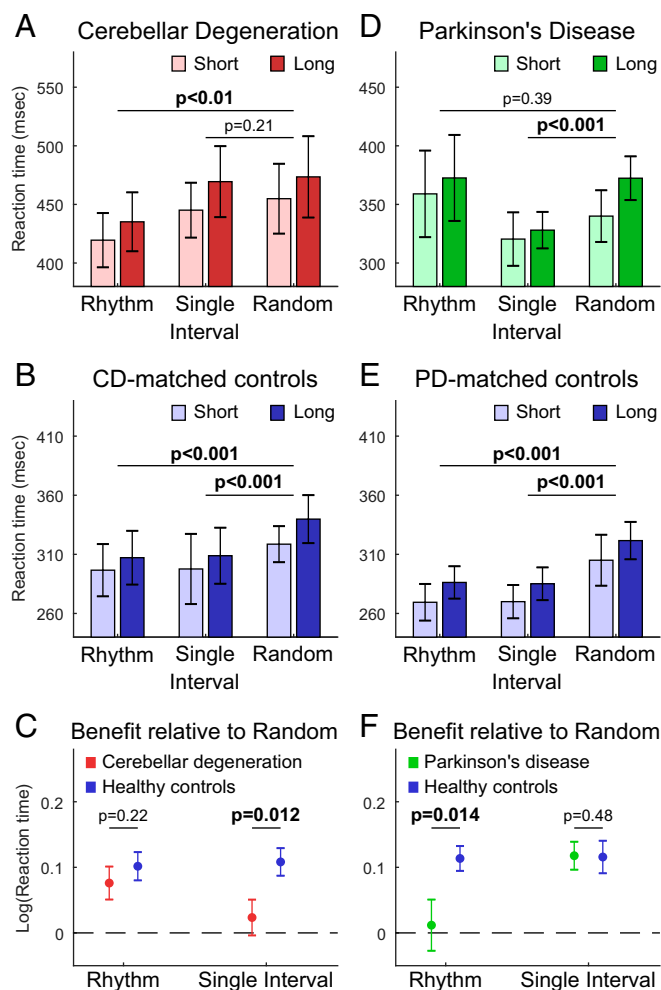 A Cerebellar Degeneration
Short Long
Reaction time (msec)
550
500
450
400
p<0.01
p=0.21
Rhythm Single Interval Random
D Parkinson's Disease
Short Long
450
400
350
300
p=0.39
p<0.001
Rhythm Single Interval Random
B CD-matched controls
Short Long
Reaction time (msec)
410
360
310
260
p<0.001
p<0.001
Rhythm Single Interval Random
E PD-matched controls
Short Long
410
360
310
260
p<0.001
p<0.001
Rhythm Single Interval Random
C Benefit relative to Random
Cerebellar degeneration
Healthy controls
Log(Reaction time)
0.2
0.1
0
p=0.22
p=0.012
Rhythm Single Interval
F Benefit relative to Random
Parkinson's disease
Healthy controls
0.2
0.1
0
p=0.014
p=0.48
Rhythm Single Interval